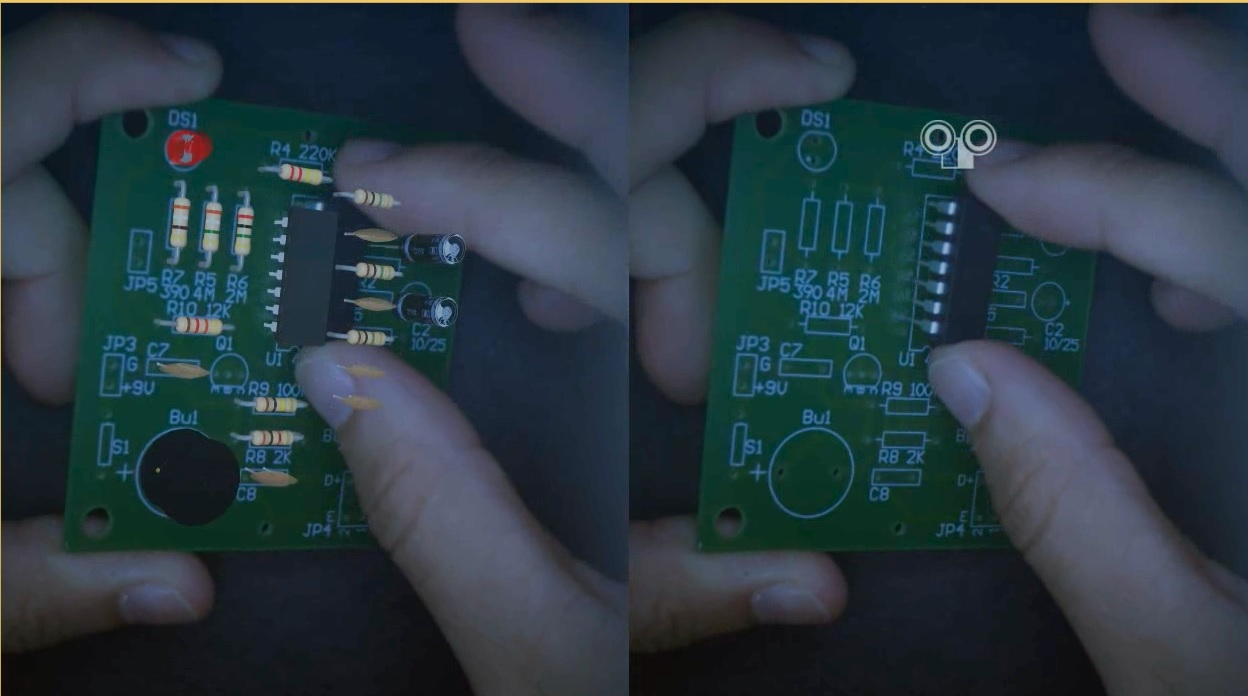 DS1
R4 220K
JP5
R7 R5 R6
390 4M 2M
R10 12K
JP3
G
+9V
C7
Q1
U1
C2
10/25
R9 100
Bu1
S1
+
R8 2K
C8
D+
E
JP4
DS1
R4
JP5
R7 R5 R6
390 4M 2M
R10 12K
R2
JP3
G
+9V
C7
Q1
U1
C2
10/25
R9 100
Bu1
S1
+
R8 2K
C8
D+
E
JP4